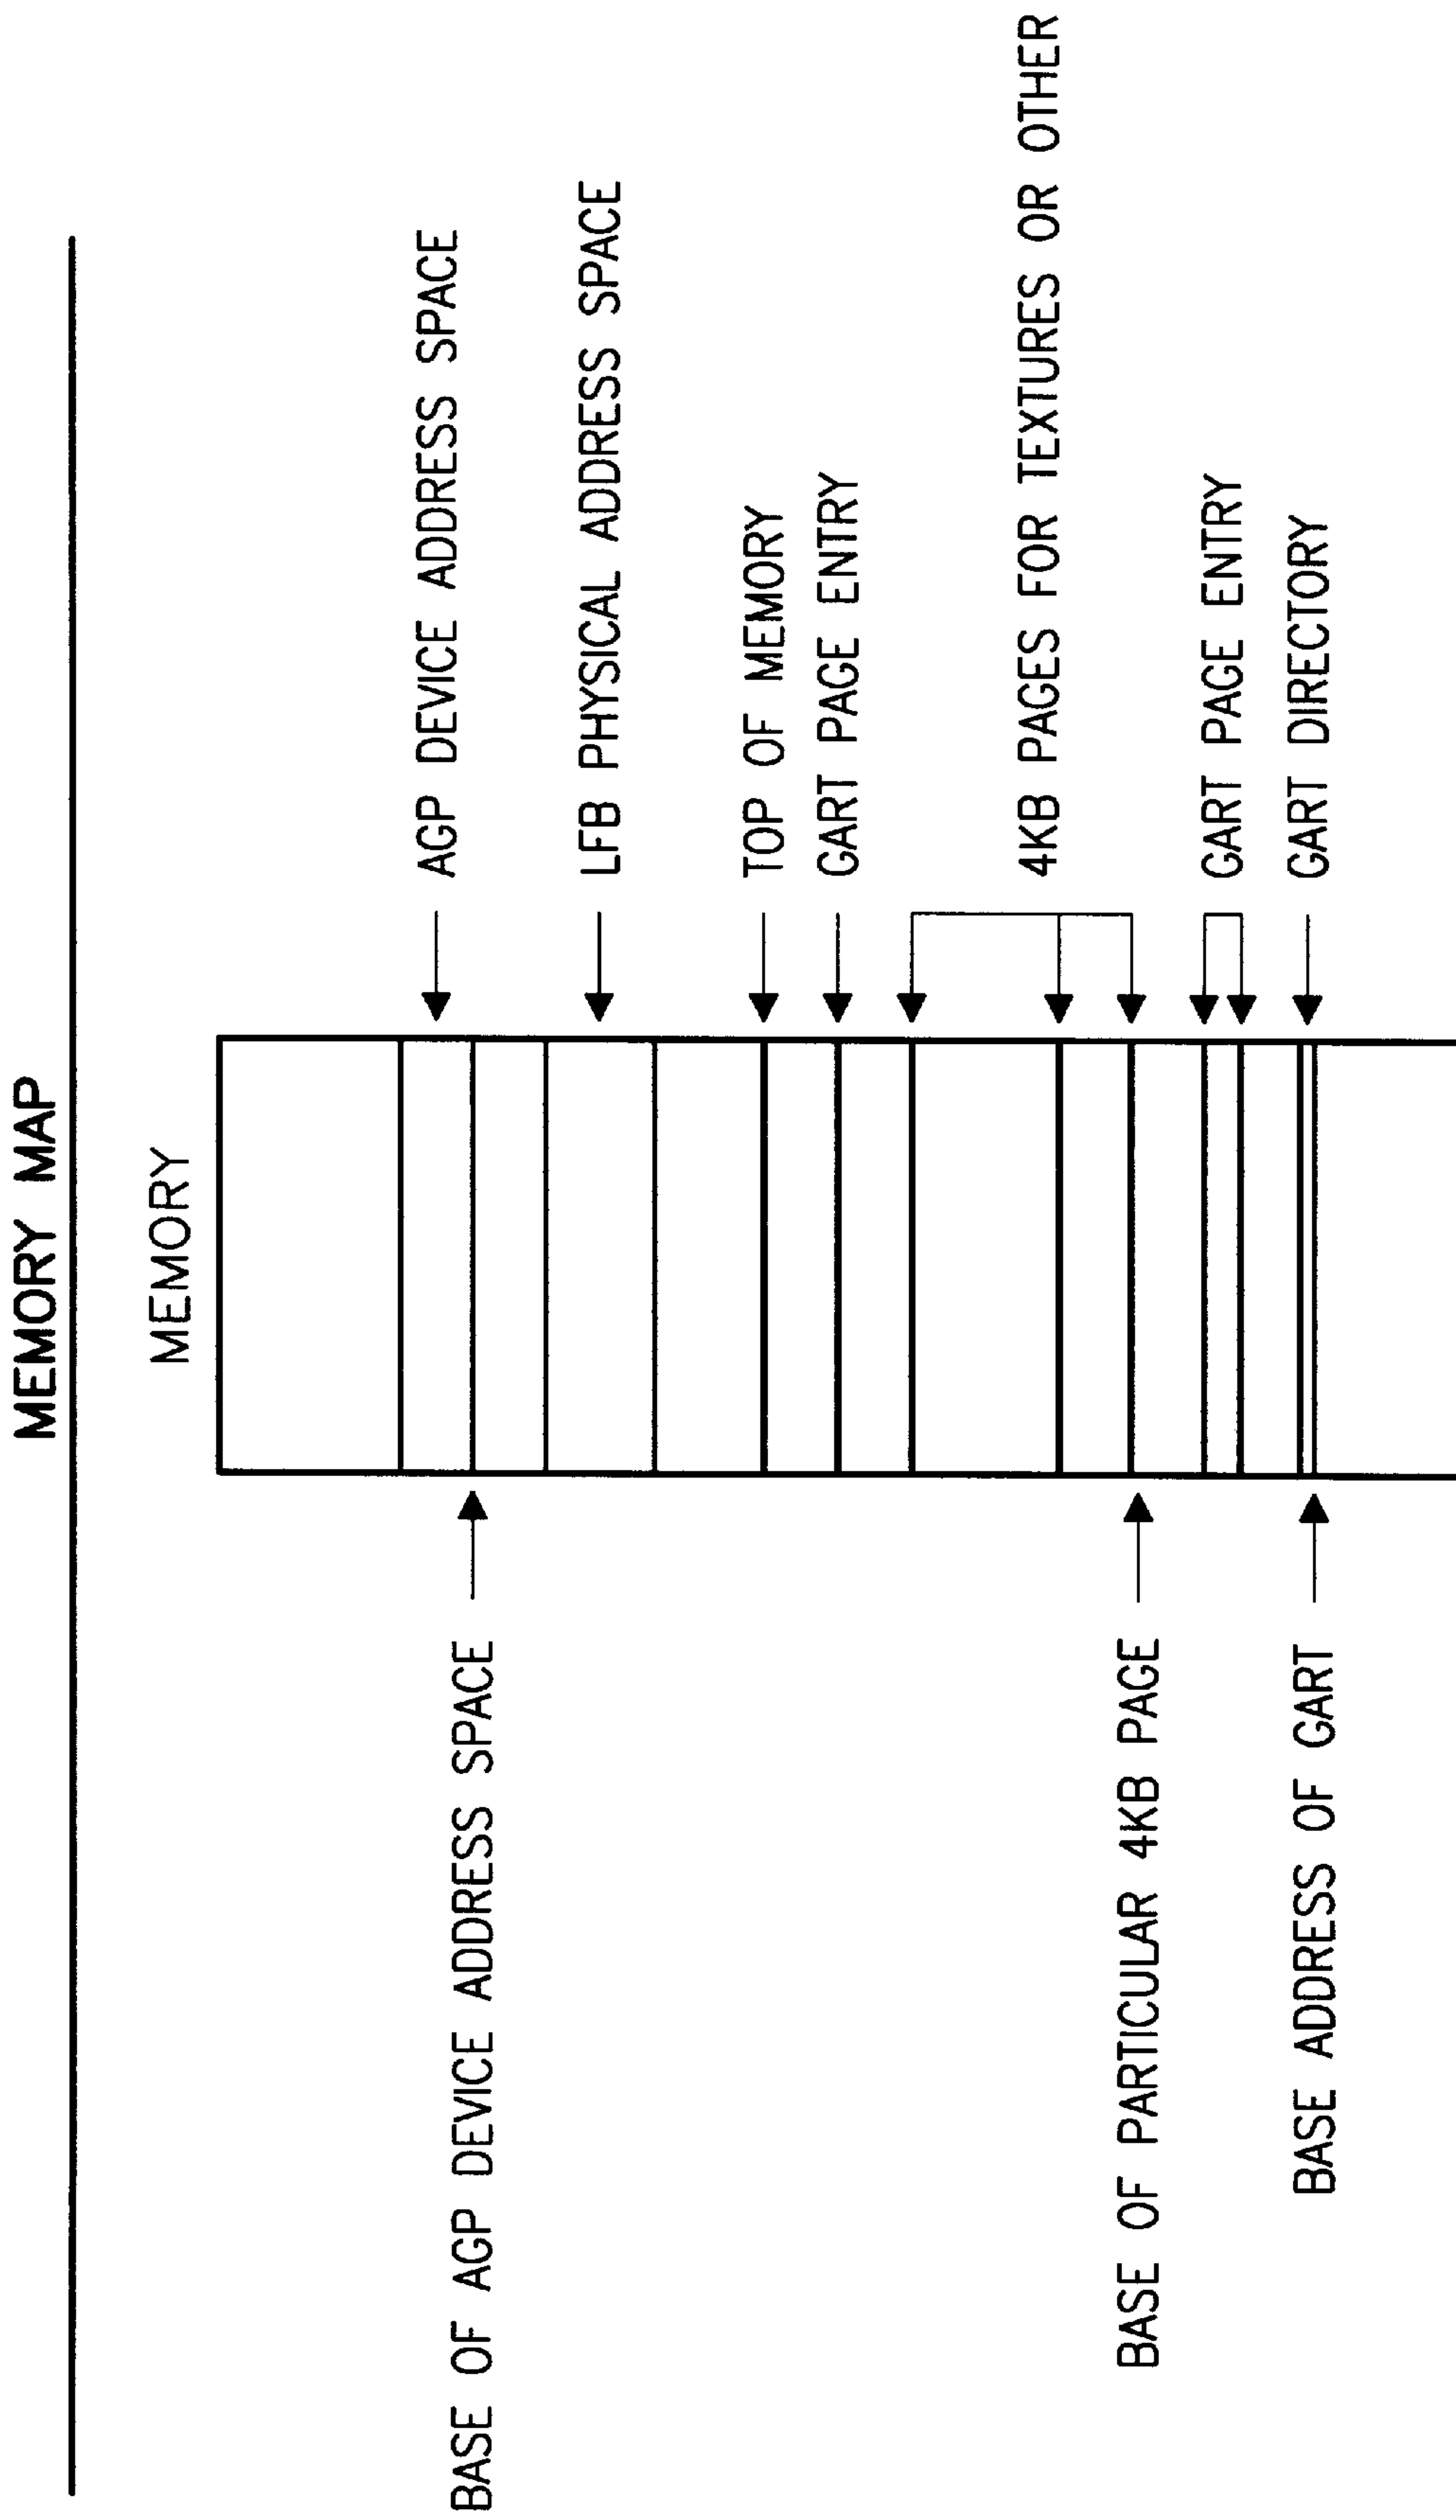 MEMORY MAP
MEMORY
AGP DEVICE ADDRESS SPACE
BASE OF AGP DEVICE ADDRESS SPACE
LFB PHYSICAL ADDRESS SPACE
TOP OF MEMORY
GART PAGE ENTRY
4KB PAGES FOR TEXTURES OR OTHER
BASE OF PARTICULAR 4KB PAGE
GART PAGE ENTRY
GART DIRECTORY
BASE ADDRESS OF GART